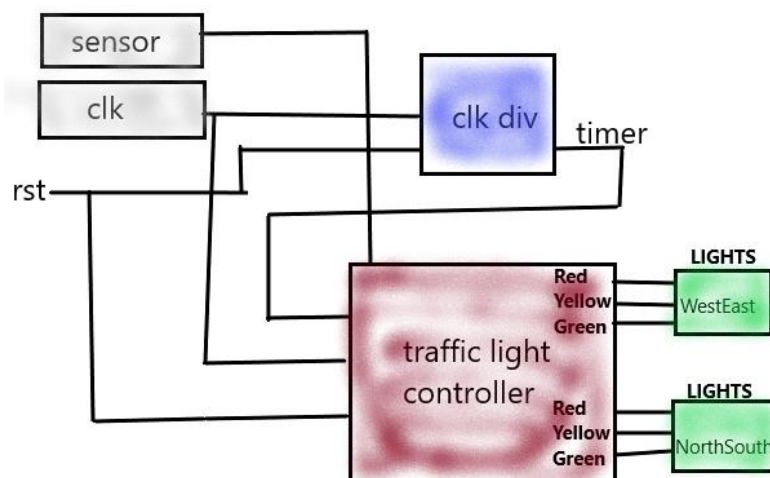 sensor
clk
clk div
timer
rst
LIGHTS
Red
Yellow
Green
WestEast
traffic light
controller
LIGHTS
Red
Yellow
Green
NorthSouth